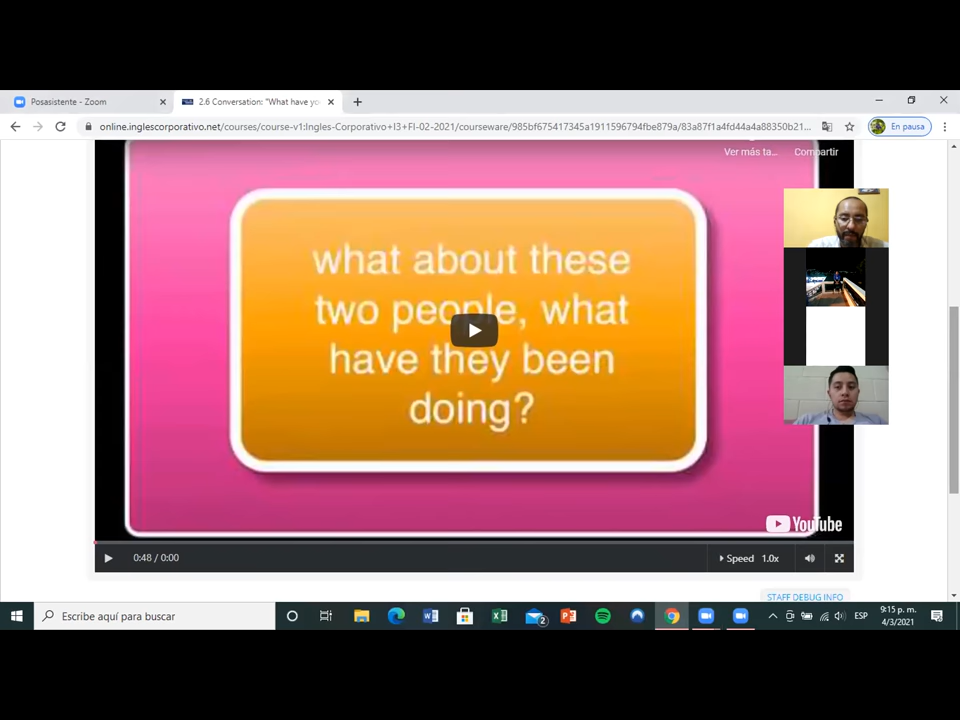 Posasistente - Zoom
2.6 Conversation: "What have yo
online.inglescorporativo.net/courses/course-v1:Ingles-Corporativo+I3+FI-02-2021/courseware/985bf675417345a1911596794fbe879a/83a87f1a4fd44a4a88350b21...
En pausa
Ver más ta...
Compartir
what about these
two people, what
have they been
doing?
YouTube
0:48 / 0:00
Speed 1.0x
STAFF DEBUG INFO
Escribe aquí para buscar
2
ESP
9:15 p. m.
4/3/2021